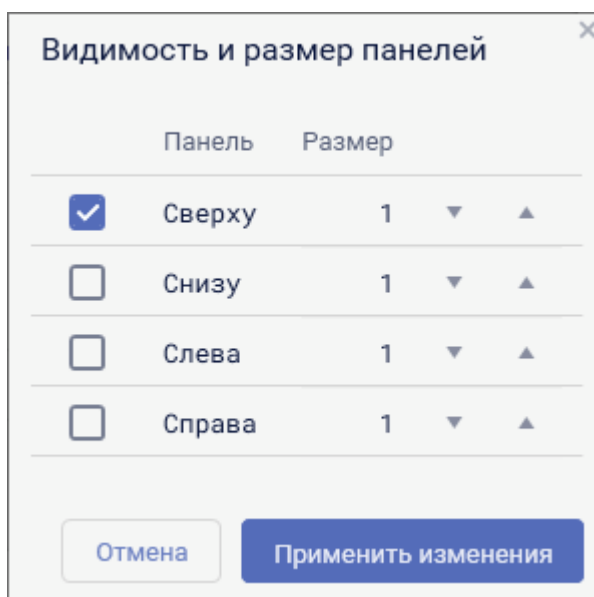 Видимость и размер панелей
Панель Размер
Сверху 1
Снизу 1
Слева 1
Справа 1
Отмена Применить изменения